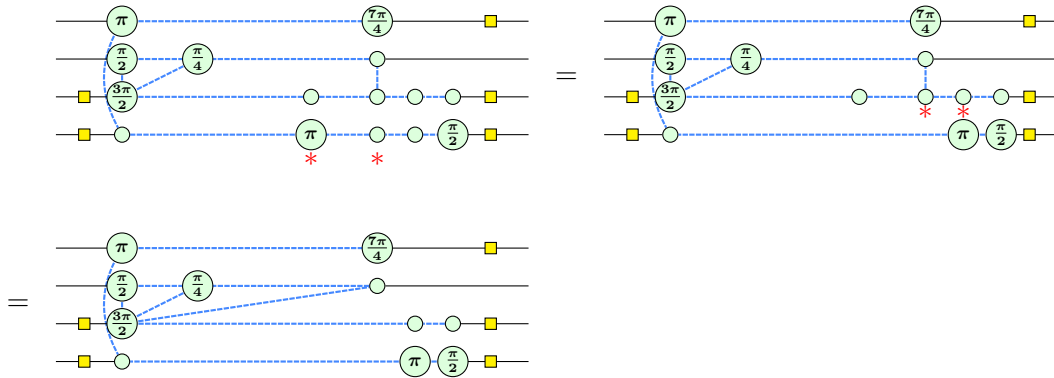 π 7π/4 π 7π/4
π/2 π/4 = π/2 π/4
3π/2 3π/2
* *
π π/2 π π/2
* *
π 7π/4
= π/2 π/4
3π/2
π π/2